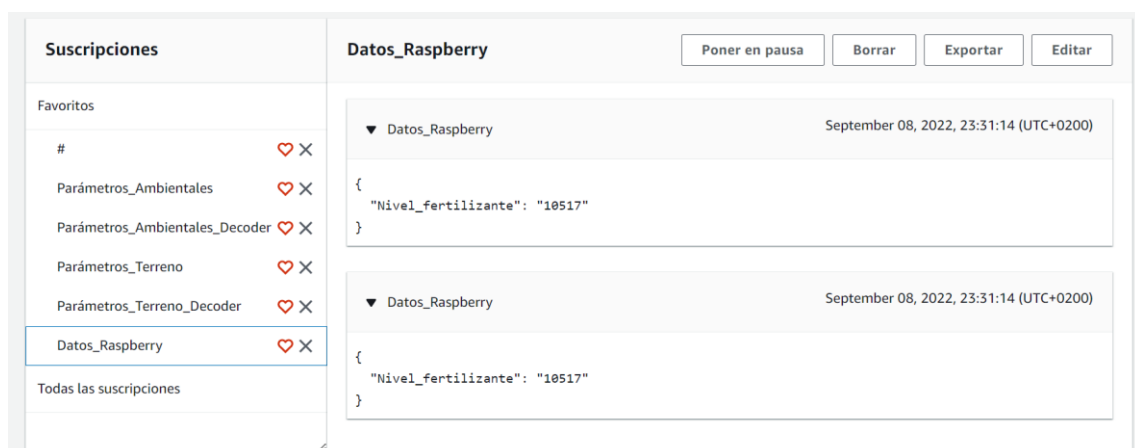 Suscripciones
Favoritos
#
Parámetros_Ambientales
Parámetros_Ambientales_Decoder
Parámetros_Terreno
Parámetros_Terreno_Decoder
Datos_Raspberry
Todas las suscripciones
Datos_Raspberry
Poner en pausa
Borrar
Exportar
Editar
Datos_Raspberry
September 08, 2022, 23:31:14 (UTC+0200)
{
"Nivel_fertilizante": "10517"
}
Datos_Raspberry
September 08, 2022, 23:31:14 (UTC+0200)
{
"Nivel_fertilizante": "10517"
}